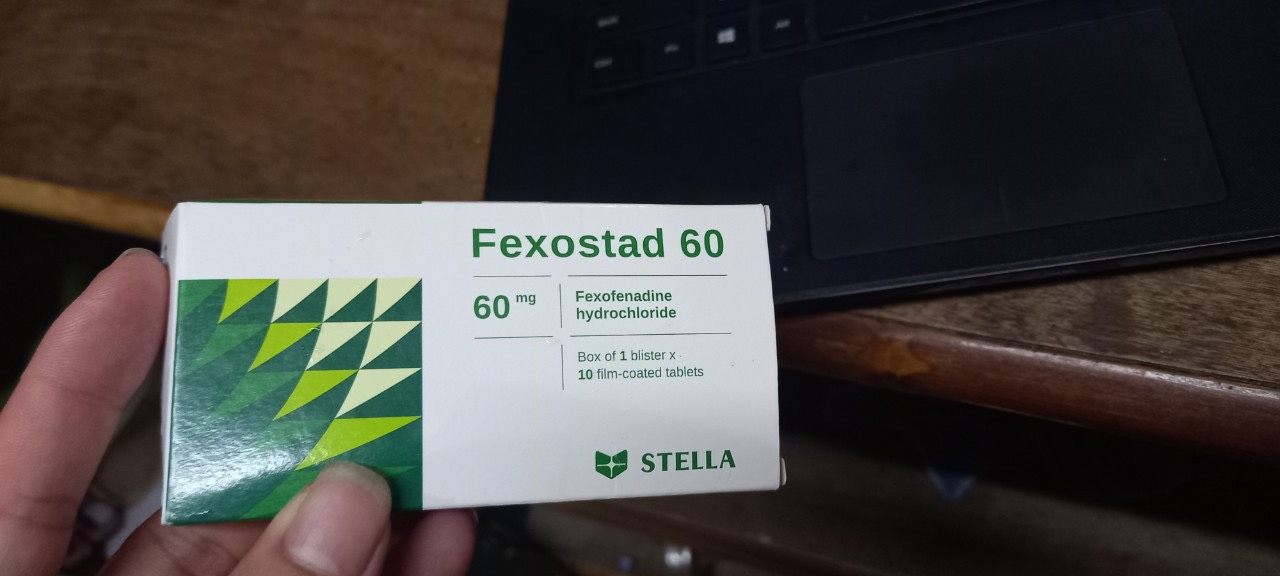 Fexostad 60
60 mg
Fexofenadine
hydrochloride
Box of 1 blister x
10 film-coated tablets
STELLA